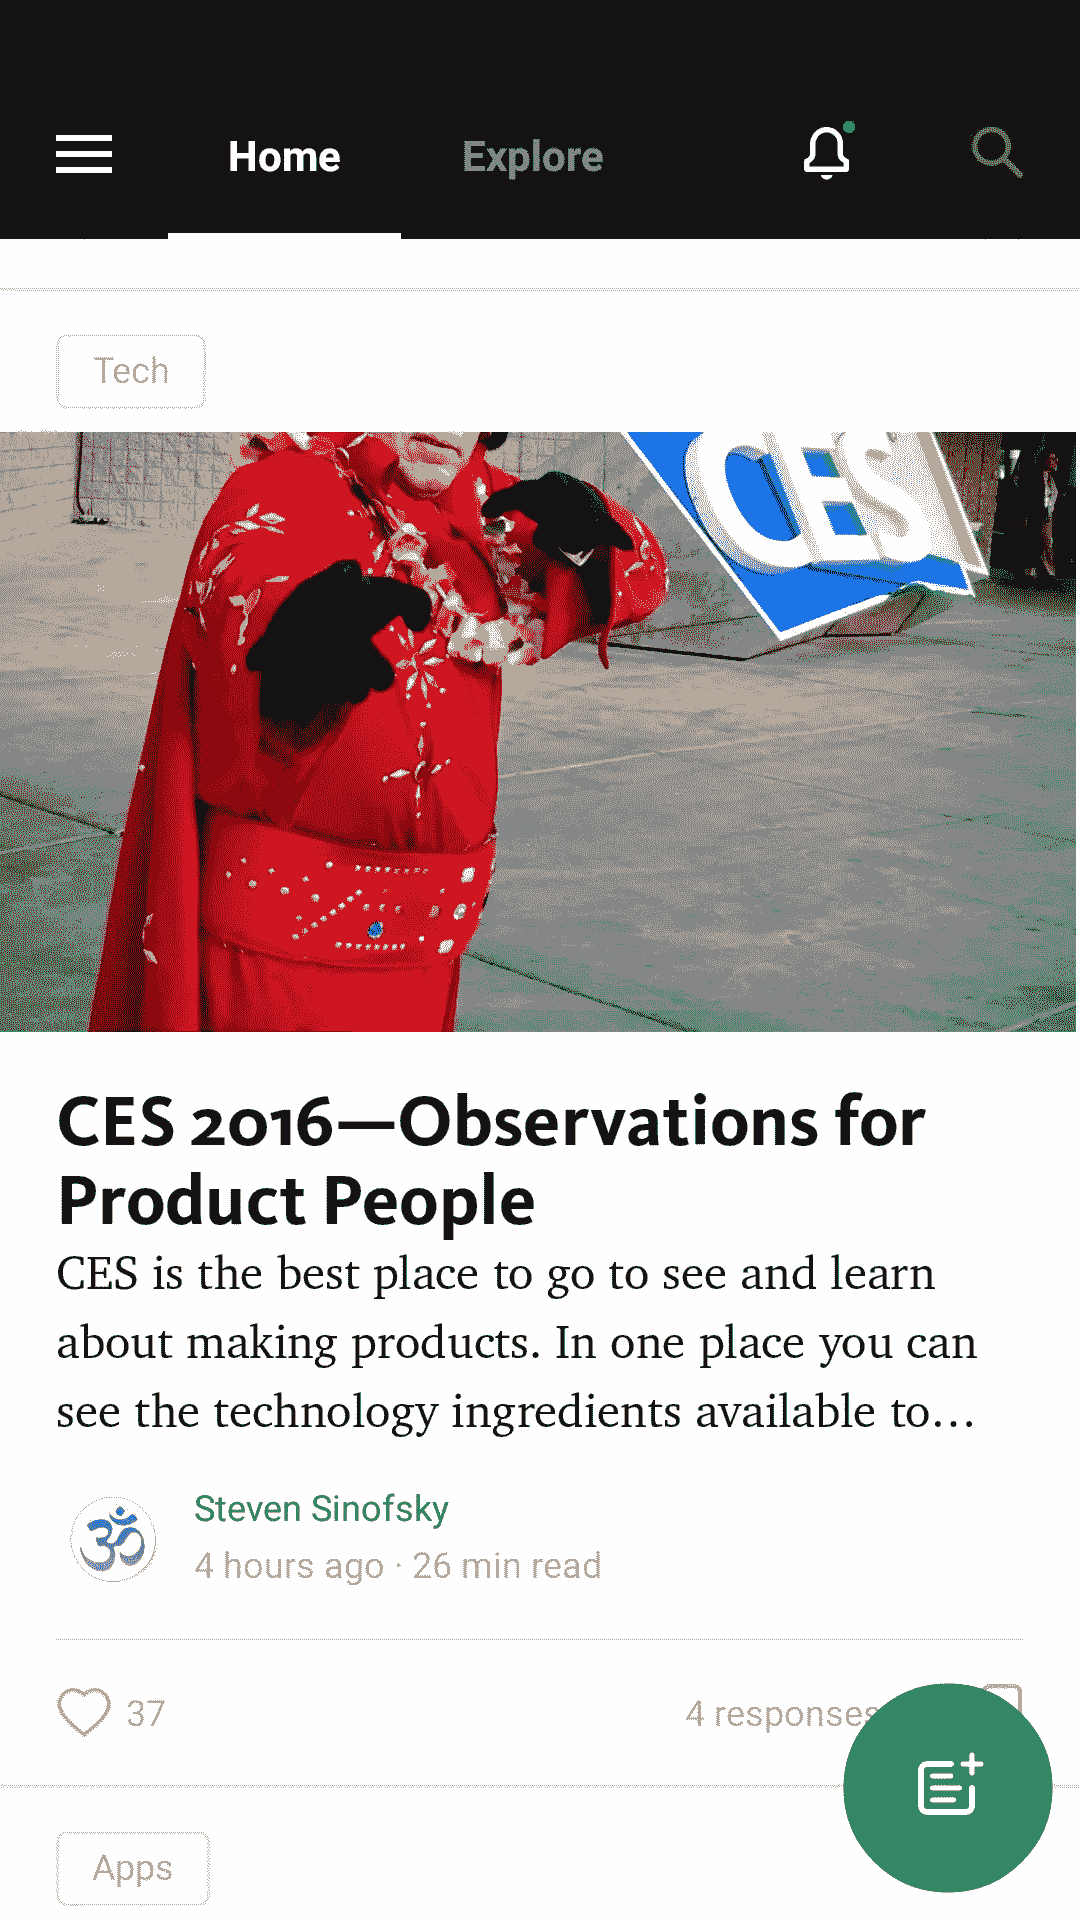 Home
Explore
Tech
CES
CES 2016—Observations for
Product People
CES is the best place to go to see and learn
about making products. In one place you can
see the technology ingredients available to…
ॐ
Steven Sinofsky
4 hours ago · 26 min read
37
4 responses
Apps